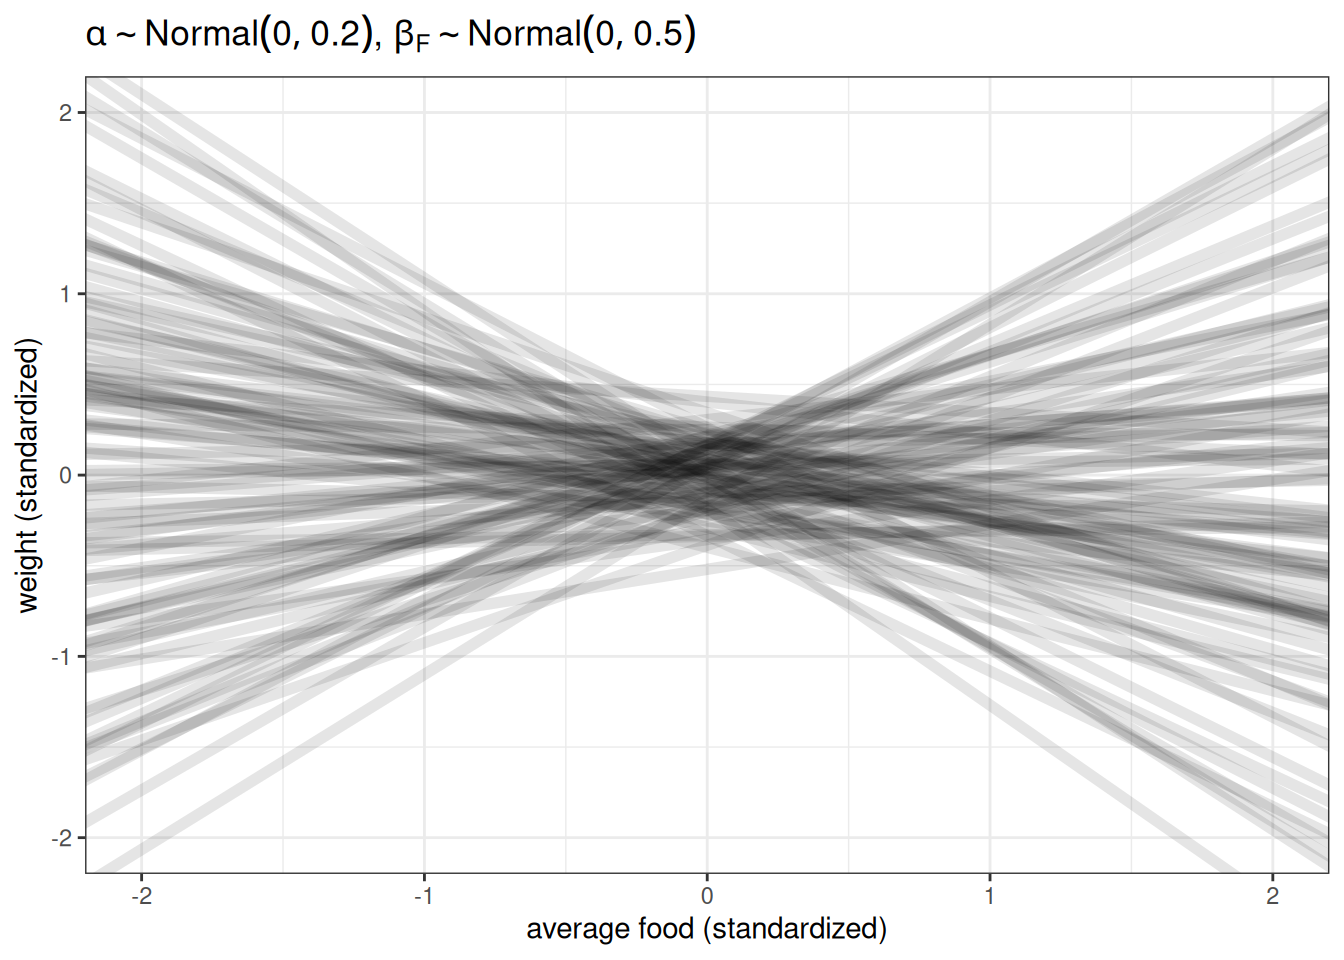 α ~ Normal(0, 0.2), β_F ~ Normal(0, 0.5)
2
1
0
-1
-2
weight (standardized)
-2 -1 0 1 2
average food (standardized)